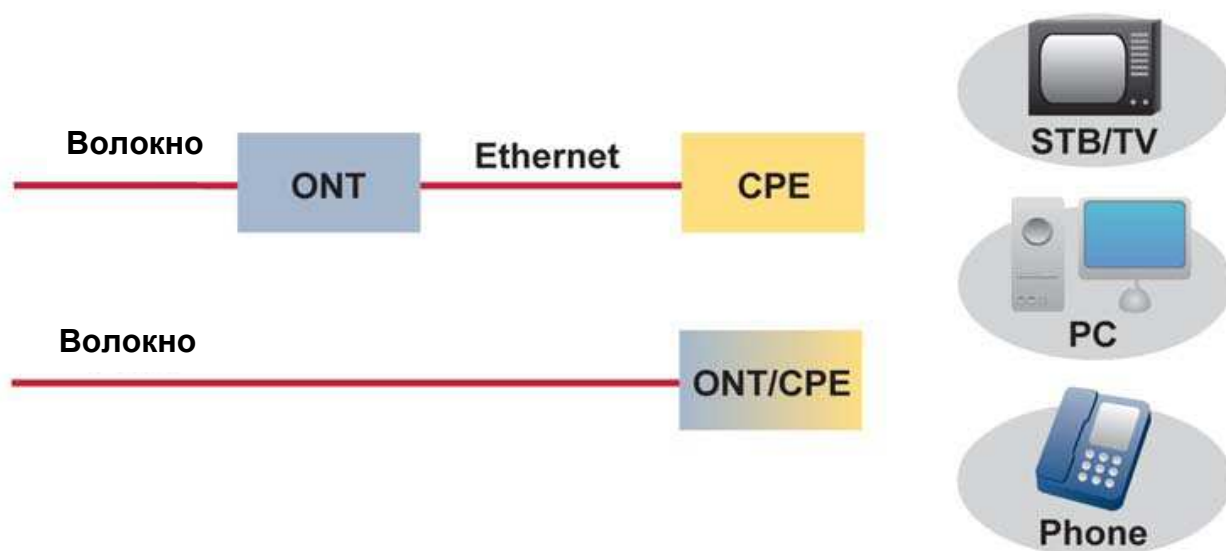 Волокно
ONT
Ethernet
CPE
Волокно
ONT/CPE
STB/TV
PC
Phone